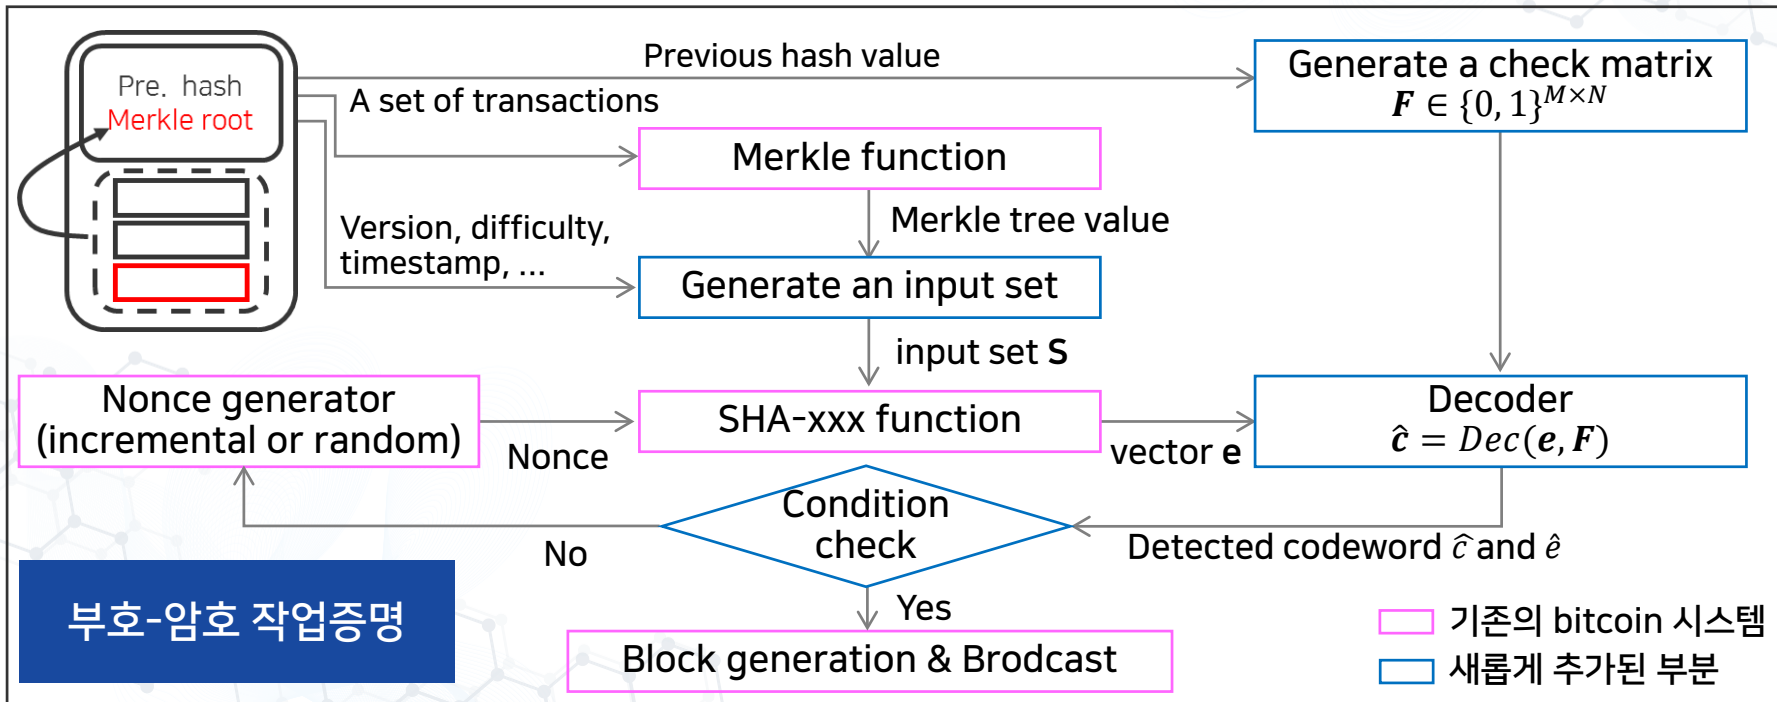 Pre. hash
Merkle root
Previous hash value
A set of transactions
Generate a check matrix
F ∈ {0, 1}^{M×N}
Merkle function
Version, difficulty,
timestamp, ...
Merkle tree value
Generate an input set
input set S
Nonce generator
(incremental or random)
Nonce
SHA-xxx function
vector e
Decoder
ĉ = Dec(e, F)
Condition
check
No
Detected codeword ĉ and ê
Yes
부호-암호 작업증명
Block generation & Brodcast
기존의 bitcoin 시스템
새롭게 추가된 부분